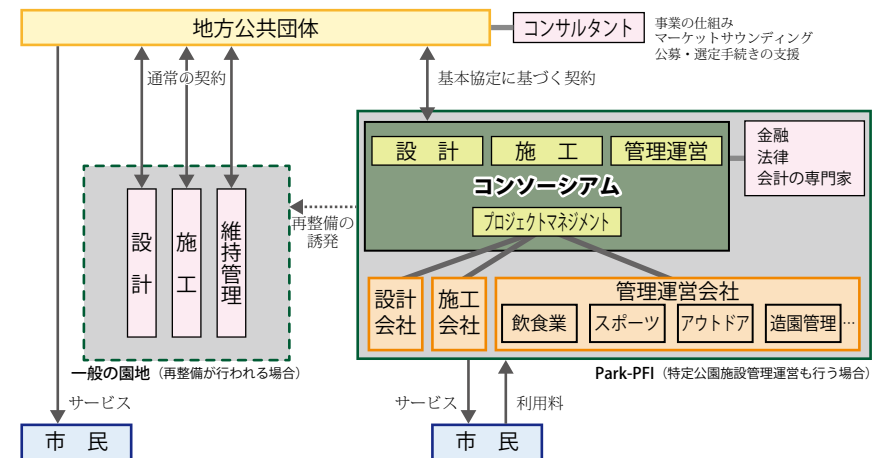 地方公共団体
コンサルタント
事業の仕組み
マーケットサウンディング
公募・選定手続きの支援
通常の契約
基本協定に基づく契約
設計
施工
管理運営
コンソーシアム
プロジェクトマネジメント
金融
法律
会計の専門家
設計
施工
維持管理
再整備の
誘発
設計
会社
施工
会社
管理運営会社
飲食業
スポーツ
アウトドア
造園管理
…
一般の園地（再整備が行われる場合）
Park-PFI（特定公園施設管理運営も行う場合）
サービス
サービス
利用料
市民
市民